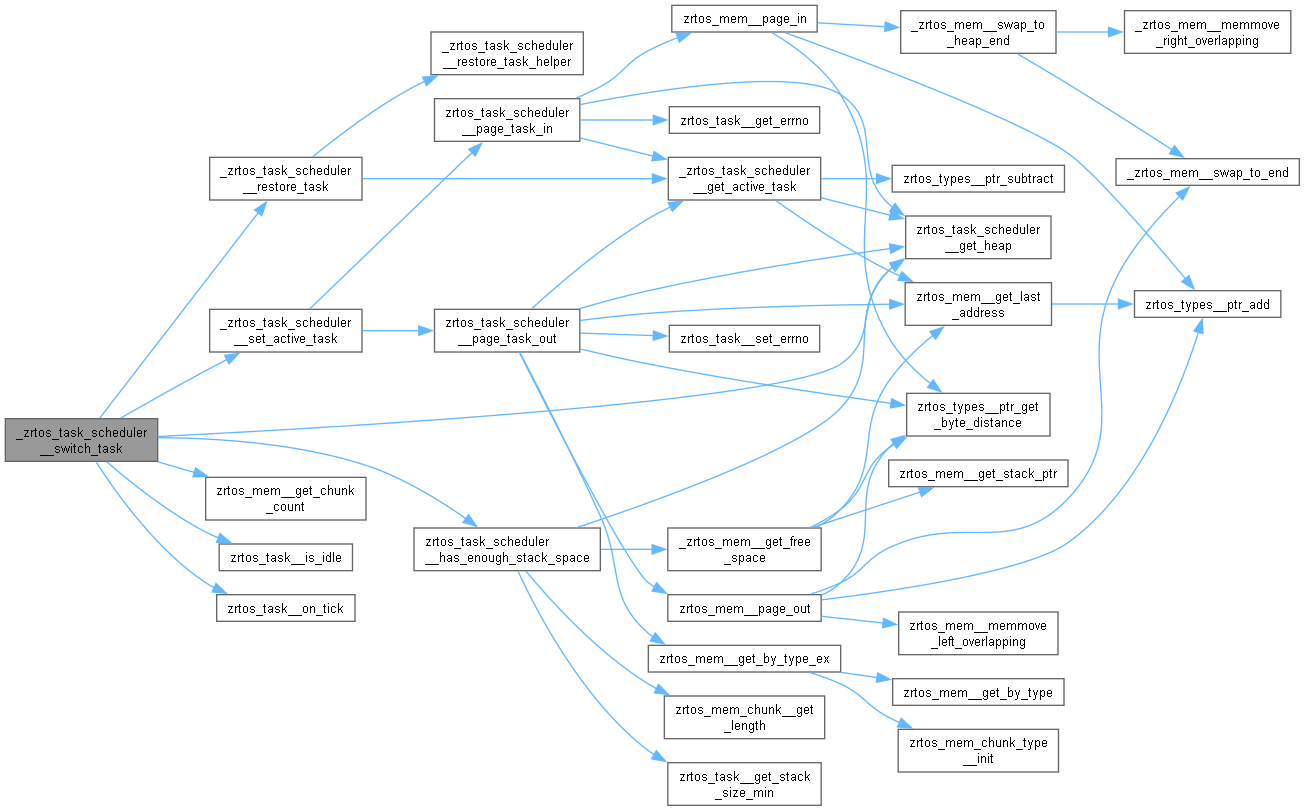 _zrtos_task_scheduler
__switch_task
_zrtos_task_scheduler
__restore_task
_zrtos_task_scheduler
__set_active_task
zrtos_mem__get_chunk
_count
zrtos_task__is_idle
zrtos_task__on_tick
_zrtos_task_scheduler
__restore_task_helper
zrtos_task_scheduler
__page_task_in
zrtos_task_scheduler
__page_task_out
zrtos_task_scheduler
__has_enough_stack_space
zrtos_mem__page_in
zrtos_task__get_errno
_zrtos_task_scheduler
__get_active_task
zrtos_task__set_errno
_zrtos_mem__get_free
_space
zrtos_mem__page_out
zrtos_mem__get_by_type_ex
zrtos_mem_chunk__get
_length
zrtos_task__get_stack
_size_min
_zrtos_mem__swap_to
_heap_end
zrtos_types__ptr_subtract
zrtos_task_scheduler
__get_heap
zrtos_mem__get_last
_address
zrtos_types__ptr_get
_byte_distance
zrtos_mem__get_stack_ptr
zrtos_mem__memmove
_left_overlapping
zrtos_mem__get_by_type
zrtos_mem_chunk_type
__init
_zrtos_mem__memmove
_right_overlapping
_zrtos_mem__swap_to_end
zrtos_types__ptr_add